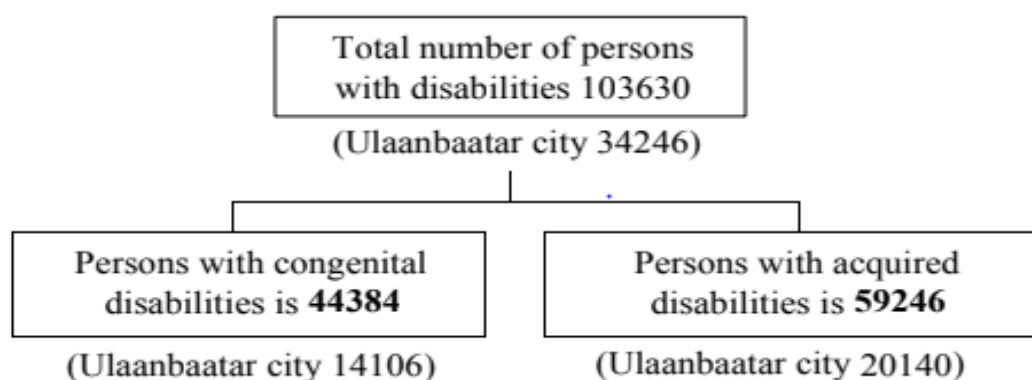 Total number of persons
with disabilities 103630
(Ulaanbaatar city 34246)
Persons with congenital
disabilities is 44384
(Ulaanbaatar city 14106)
Persons with acquired
disabilities is 59246
(Ulaanbaatar city 20140)